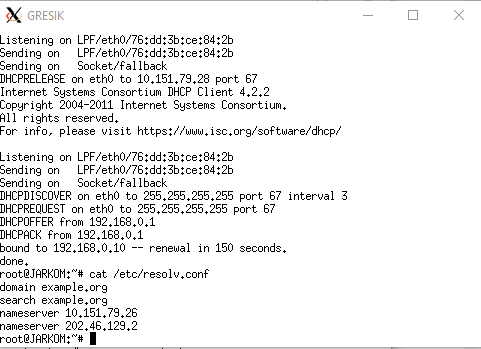 GRESIK
Listening on LPF/eth0/76:dd:3b:ce:84:2b
Sending on   LPF/eth0/76:dd:3b:ce:84:2b
Sending on   Socket/fallback
DHCPRELEASE on eth0 to 10.151.79.28 port 67
Internet Systems Consortium DHCP Client 4.2.2
Copyright 2004-2011 Internet Systems Consortium.
All rights reserved.
For info, please visit https://www.isc.org/software/dhcp/

Listening on LPF/eth0/76:dd:3b:ce:84:2b
Sending on   LPF/eth0/76:dd:3b:ce:84:2b
Sending on   Socket/fallback
DHCPDISCOVER on eth0 to 255.255.255.255 port 67 interval 3
DHCPREQUEST on eth0 to 255.255.255.255 port 67
DHCPOFFER from 192.168.0.1
DHCPACK from 192.168.0.1
bound to 192.168.0.10 -- renewal in 150 seconds.
done.
root@JARKOM:~# cat /etc/resolv.conf
domain example.org
search example.org
nameserver 10.151.79.26
nameserver 202.46.129.2
root@JARKOM:~#